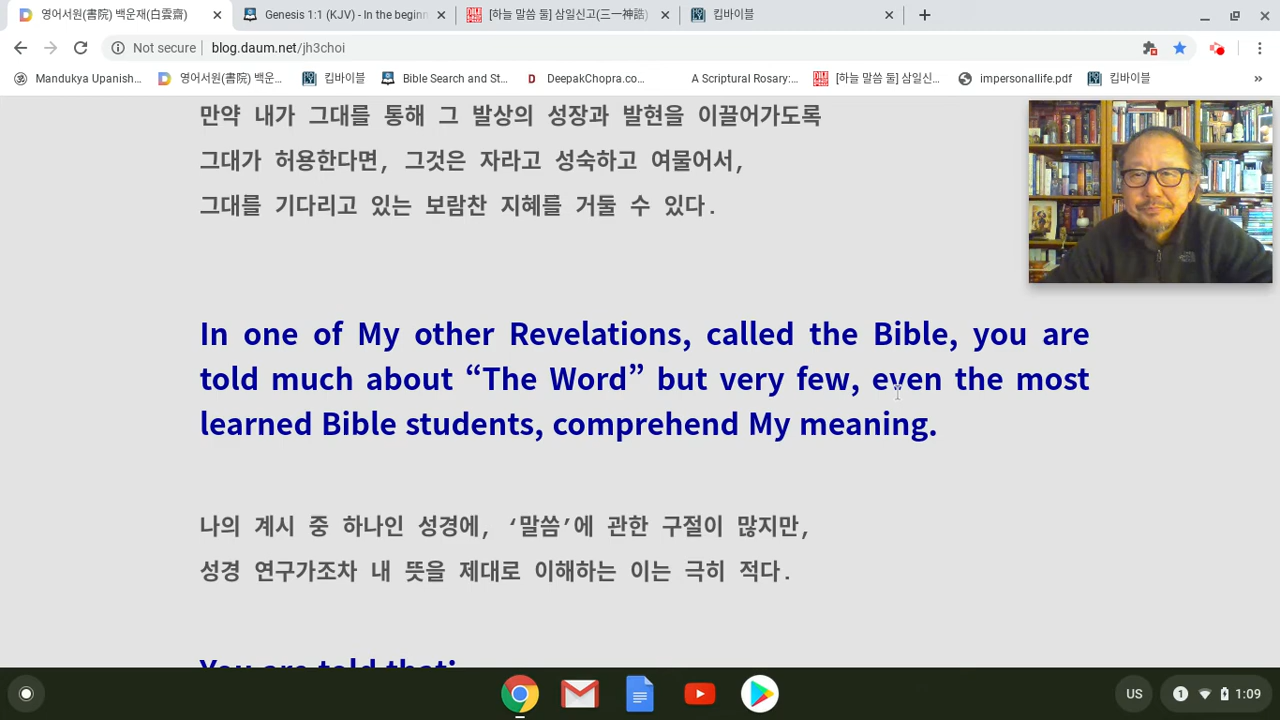 영어서원(書院) 백운재(白雲齋)
Genesis 1:1 (KJV) - In the beginn
[하늘 말씀 둘] 삼일신고(三一神誥)
킵바이블
Not secure
blog.daum.net/jh3choi
Mandukya Upanish...
영어서원(書院) 백운...
킵바이블
Bible Search and St...
DeepakChopra.co...
A Scriptural Rosary:...
[하늘 말씀 둘] 삼일신...
impersonallife.pdf
킵바이블
»
만약 내가 그대를 통해 그 발상의 성장과 발현을 이끌어가도록
그대가 허용한다면, 그것은 자라고 성숙하고 여물어서,
그대를 기다리고 있는 보람찬 지혜를 거둘 수 있다.
In one of My other Revelations, called the Bible, you are
told much about “The Word” but very few, even the most
learned Bible students, comprehend My meaning.
나의 계시 중 하나인 성경에, ‘말씀’에 관한 구절이 많지만,
성경 연구가조차 내 뜻을 제대로 이해하는 이는 극히 적다.
You are told that:
US
1
1:09